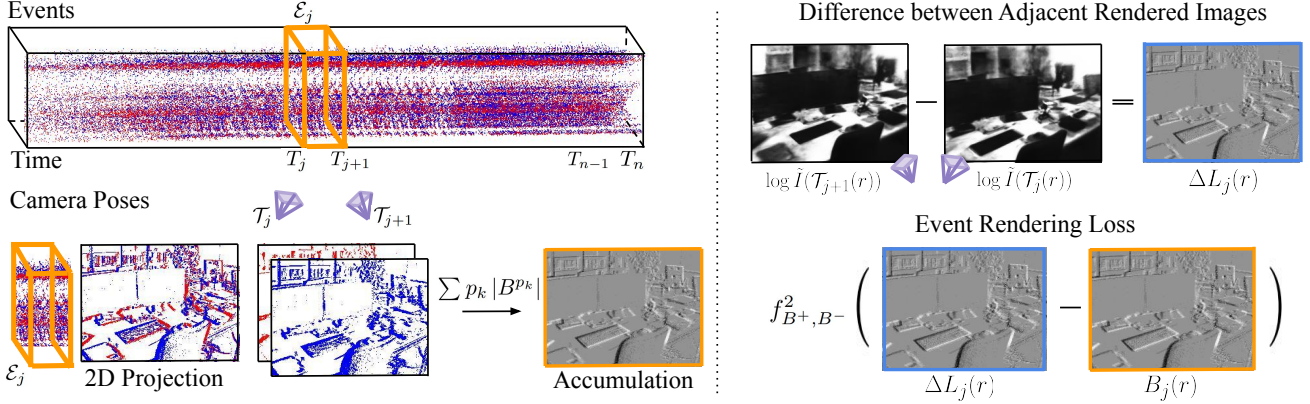 Events
$\mathcal{E}_j$
Time
$T_j$
$T_{j+1}$
$T_{n-1}$
$T_n$
Camera Poses
$\mathcal{T}_j$
$\mathcal{T}_{j+1}$
$\sum p_k |B^{p_k}|$
$\mathcal{E}_j$
2D Projection
Accumulation
Difference between Adjacent Rendered Images
−
=
$\log \tilde{I}(\mathcal{T}_{j+1}(r))$
$\log \tilde{I}(\mathcal{T}_j(r))$
$\Delta L_j(r)$
Event Rendering Loss
$f^2_{B^+,B^-}$ ( − )
$\Delta L_j(r)$
$B_j(r)$